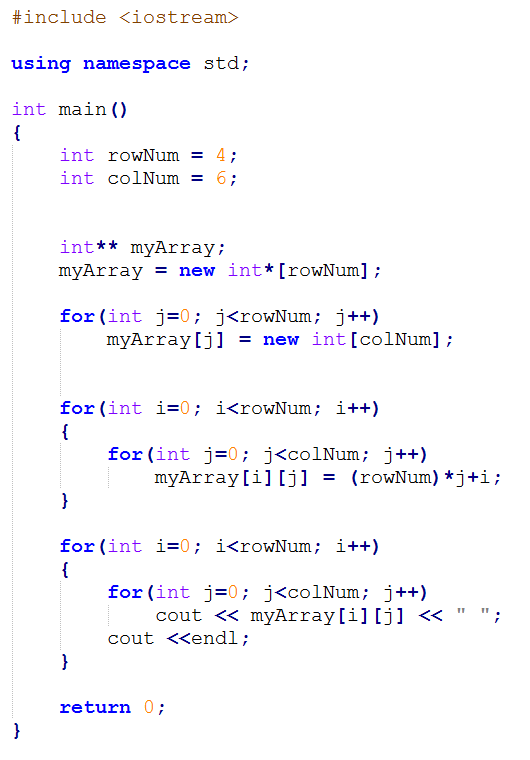 #include <iostream>
using namespace std;
int main()
{
    int rowNum = 4;
    int colNum = 6;
    int** myArray;
    myArray = new int*[rowNum];
    for(int j=0; j<rowNum; j++)
        myArray[j] = new int[colNum];
    for(int i=0; i<rowNum; i++)
    {
        for(int j=0; j<colNum; j++)
            myArray[i][j] = (rowNum)*j+i;
    }
    for(int i=0; i<rowNum; i++)
    {
        for(int j=0; j<colNum; j++)
            cout << myArray[i][j] << " ";
        cout <<endl;
    }
    return 0;
}